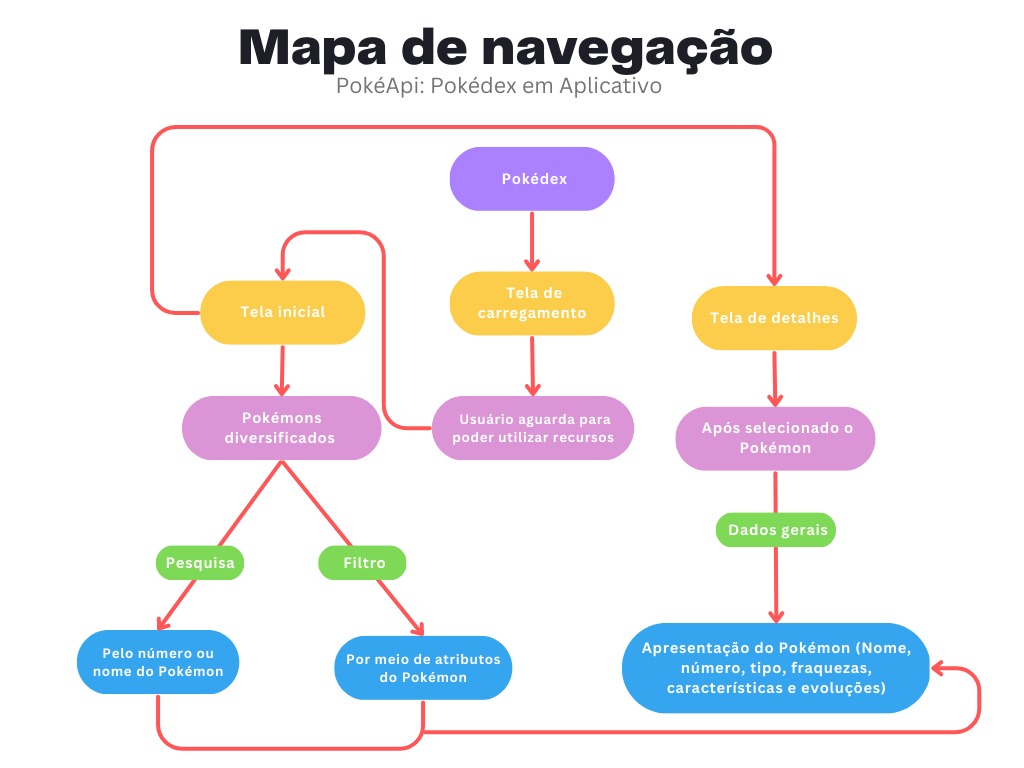 Mapa de navegação
PokéApi: Pokédex em Aplicativo
Pokédex
Tela inicial
Tela de
carregamento
Tela de detalhes
Pokémons
diversificados
Usuário aguarda para
poder utilizar recursos
Após selecionado o
Pokémon
Dados gerais
Pesquisa
Filtro
Pelo número ou
nome do Pokémon
Por meio de atributos
do Pokémon
Apresentação do Pokémon (Nome,
número, tipo, fraquezas,
características e evoluções)